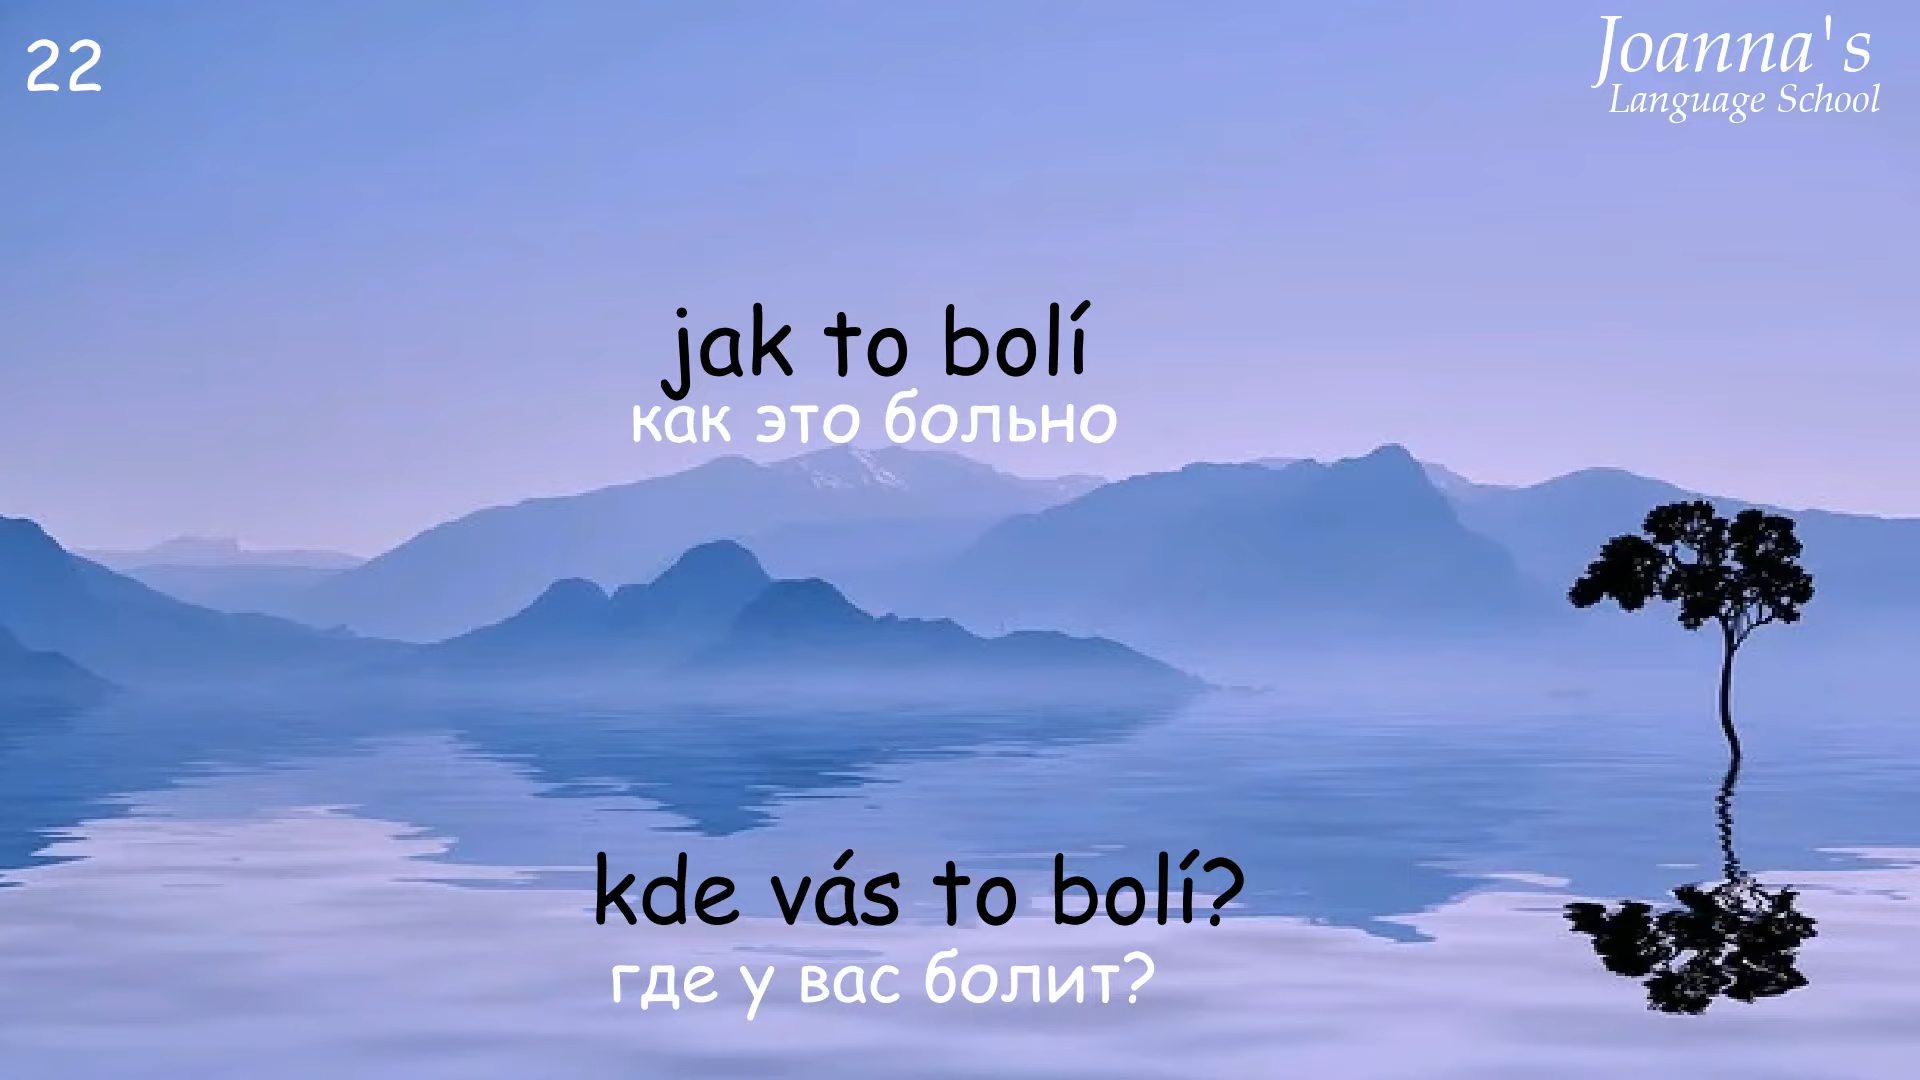 22
Joanna's
Language School
jak to bolí
как это больно
kde vás to bolí?
где у вас болит?